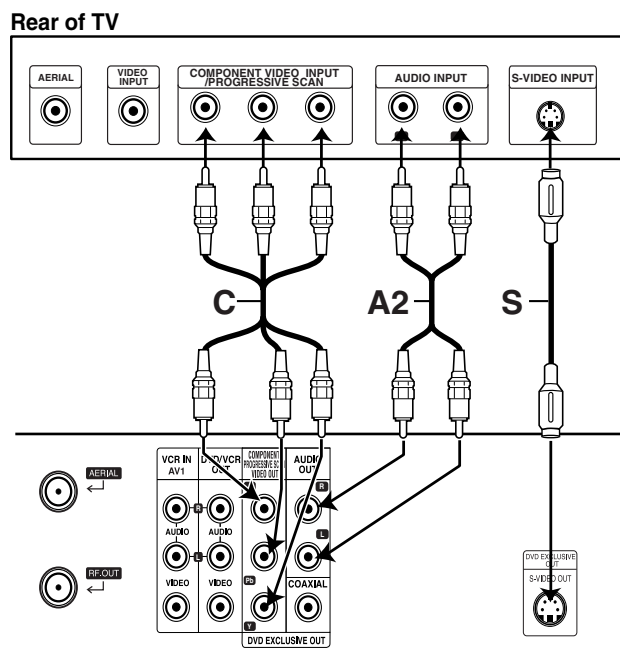 Rear of TV
AERIAL
VIDEO
INPUT
COMPONENT VIDEO INPUT
/PROGRESSIVE SCAN
AUDIO INPUT
S-VIDEO INPUT
C
A2
S
AERIAL
RF.OUT
VCR IN
AV1
DVD/VCR
OUT
COMPONENT
PROGRESSIVE SCAN
VIDEO OUT
AUDIO
OUT
R
R
AUDIO
AUDIO
L
L
VIDEO
VIDEO
Pb
Y
COAXIAL
DVD EXCLUSIVE OUT
DVD EXCLUSIVE
OUT
S-VIDEO OUT